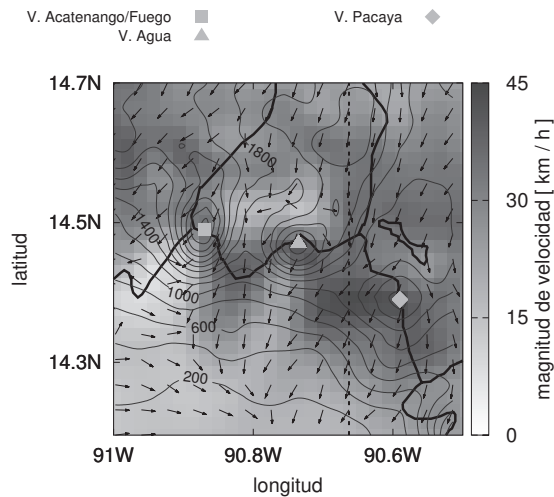 V. Acatenango/Fuego
V. Pacaya
V. Agua
14.7N
14.5N
14.3N
91W
90.8W
90.6W
latitud
longitud
1800
1400
1000
600
200
45
30
15
0
magnitud de velocidad [ km / h ]